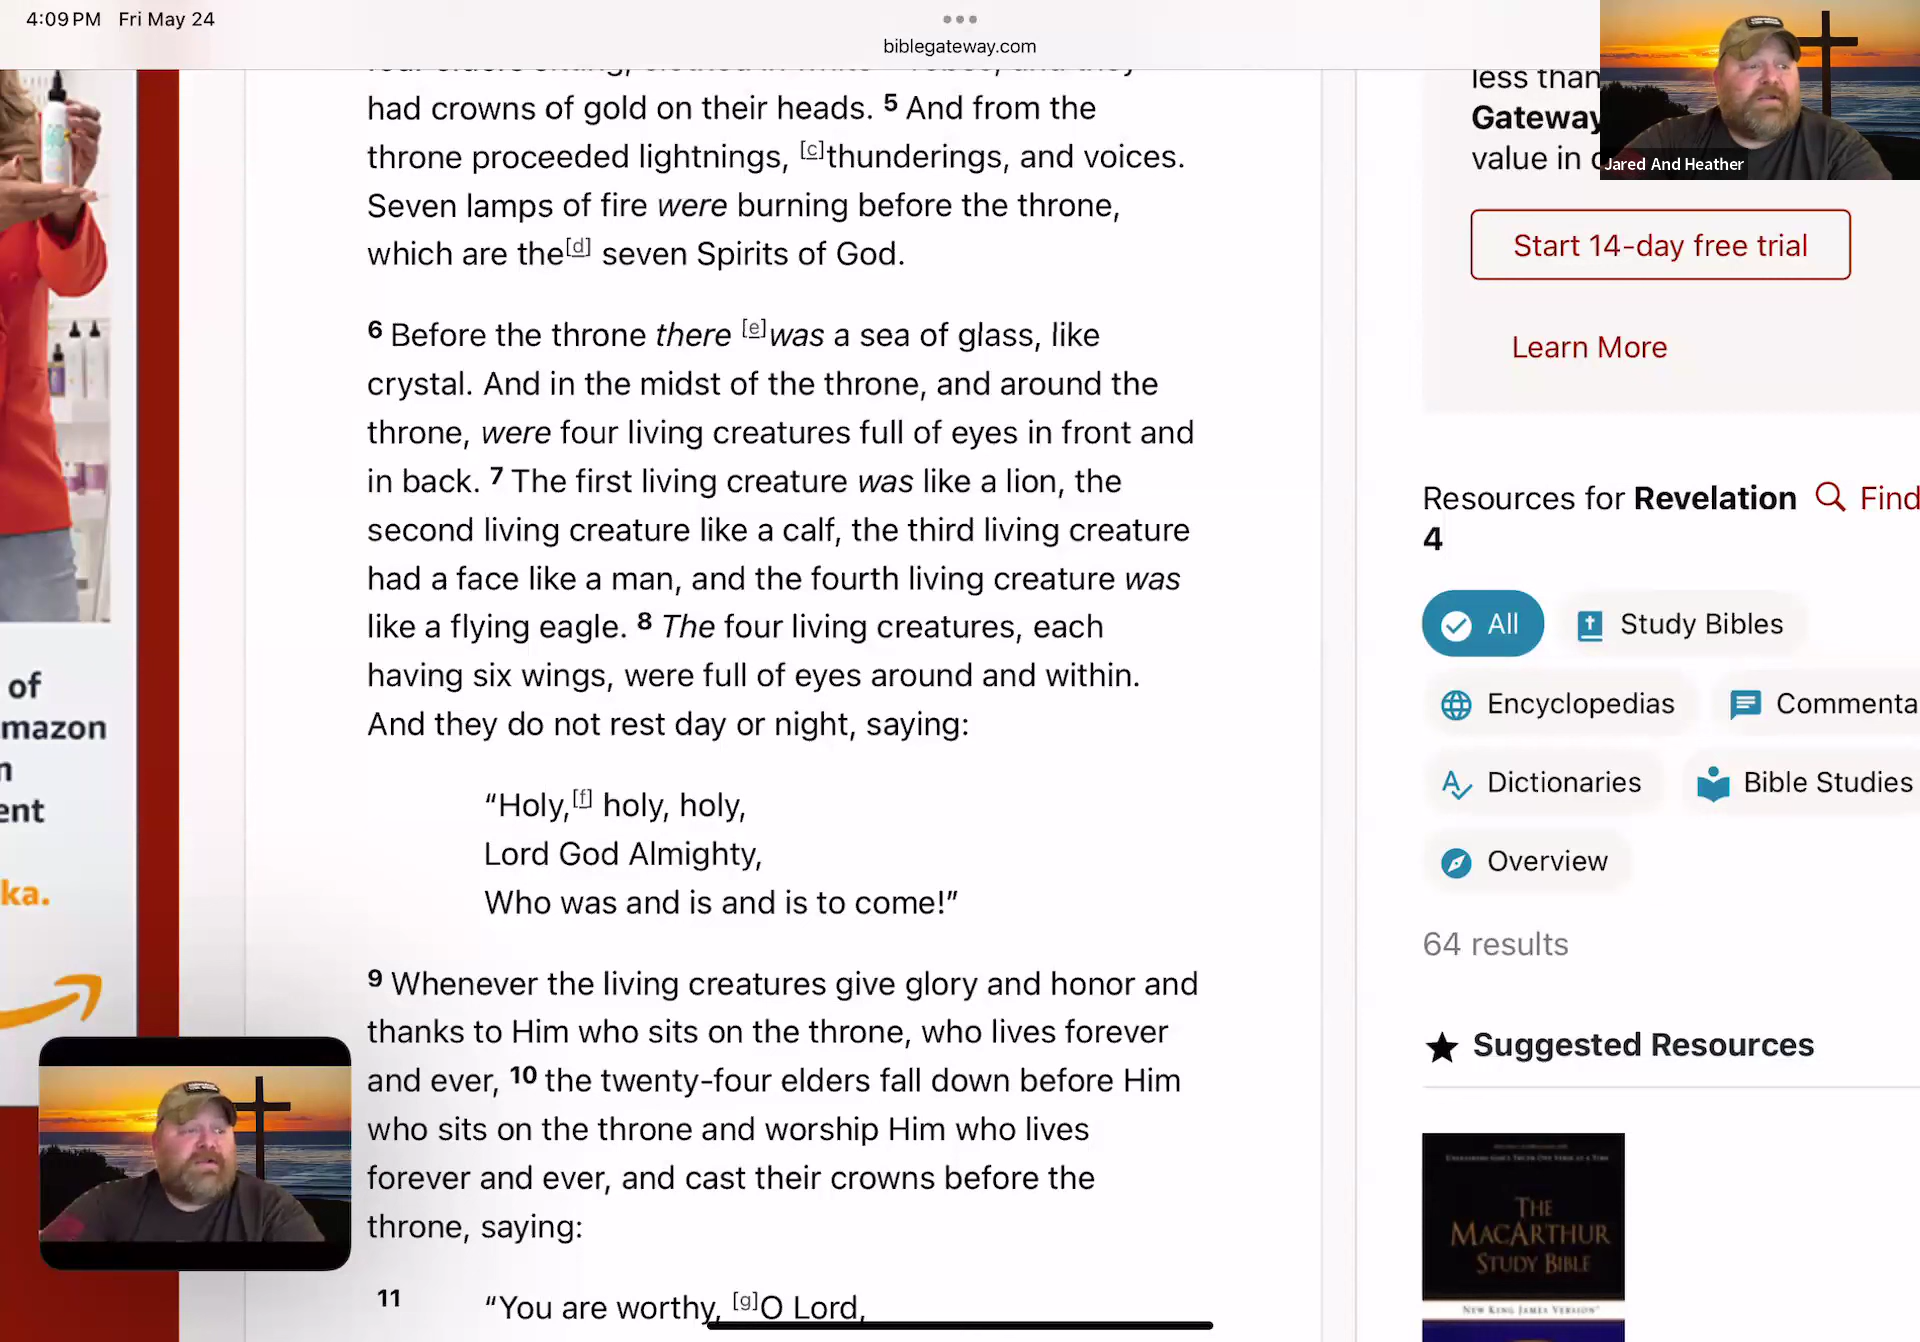 4:09 PM Fri May 24
biblegateway.com
had crowns of gold on their heads. 5 And from the
throne proceeded lightnings, [c]thunderings, and voices.
Seven lamps of fire were burning before the throne,
which are the[d] seven Spirits of God.
6 Before the throne there [e]was a sea of glass, like
crystal. And in the midst of the throne, and around the
throne, were four living creatures full of eyes in front and
in back. 7 The first living creature was like a lion, the
second living creature like a calf, the third living creature
had a face like a man, and the fourth living creature was
like a flying eagle. 8 The four living creatures, each
having six wings, were full of eyes around and within.
And they do not rest day or night, saying:
“Holy,[f] holy, holy,
Lord God Almighty,
Who was and is and is to come!”
9 Whenever the living creatures give glory and honor and
thanks to Him who sits on the throne, who lives forever
and ever, 10 the twenty-four elders fall down before Him
who sits on the throne and worship Him who lives
forever and ever, and cast their crowns before the
throne, saying:
11 “You are worthy, [g]O Lord,
of
mazon
n
ent
ka.
less than
Gateway
value in
Jared And Heather
Start 14-day free trial
Learn More
Resources for Revelation
4
Find
All
Study Bibles
Encyclopedias
Commenta
Dictionaries
Bible Studies
Overview
64 results
Suggested Resources
THE
MACARTHUR
STUDY BIBLE
NEW KING JAMES VERSION